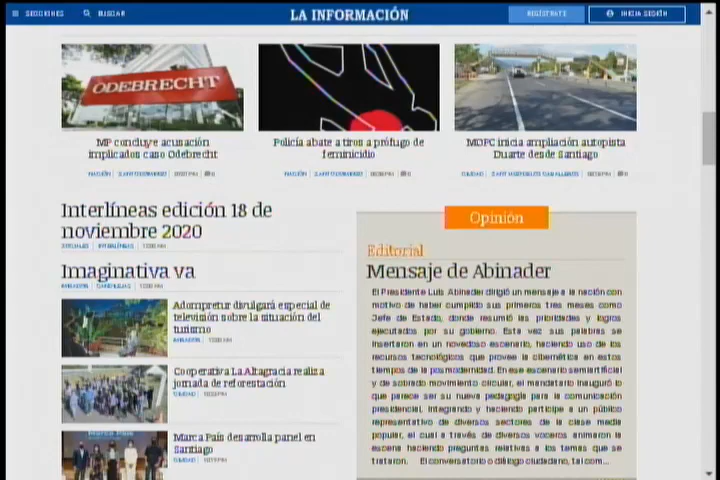 SECCIONES
BUSCAR
LA INFORMACIÓN
REGÍSTRATE
INICIA SESIÓN
ODEBRECHT
MP concluye acusación
implicados caso Odebrecht
Policía abate a tiros a prófugo de
feminicidio
MOPC inicia ampliación autopista
Duarte desde Santiago
Interlíneas edición 18 de
noviembre 2020
Imaginativa va
Adompretur divulgará especial de
televisión sobre la situación del
turismo
Cooperativa La Altagracia realiza
jornada de reforestación
CIUDAD
Marca País desarrolla panel en
Santiago
CIUDAD
Opinión
Editorial
Mensaje de Abinader
El Presidente Luis Abinader dirigió un mensaje a la nación con
motivo de haber cumplido sus primeros tres meses como
Jefe de Estado, donde resumió las prioridades y logros
ejecutados por su gobierno. Esta vez sus palabras se
insertaron en un novedoso escenario, haciendo uso de los
recursos tecnológicos que provee la cibernética en estos
tiempos de la posmodernidad. En ese escenario semiartificial
y de sobrado movimiento circular, el mandatario inauguró lo
que parece ser su nueva pedagogía para la comunicación
presidencial, integrando y haciendo partícipe a un público
representativo de diversos sectores de la clase media
popular, el cual a través de diversos voceros animaron la
escena haciendo preguntas relativas a los temas que se
trataron. El conversatorio o diálogo ciudadano, tal com...